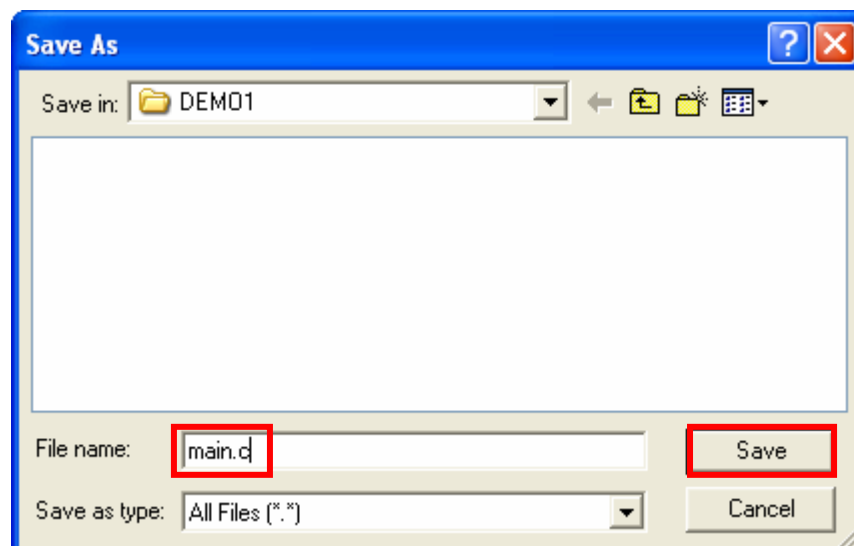 Save As
Save in: DEMO1
File name: main.c Save
Save as type: All Files (*.*) Cancel